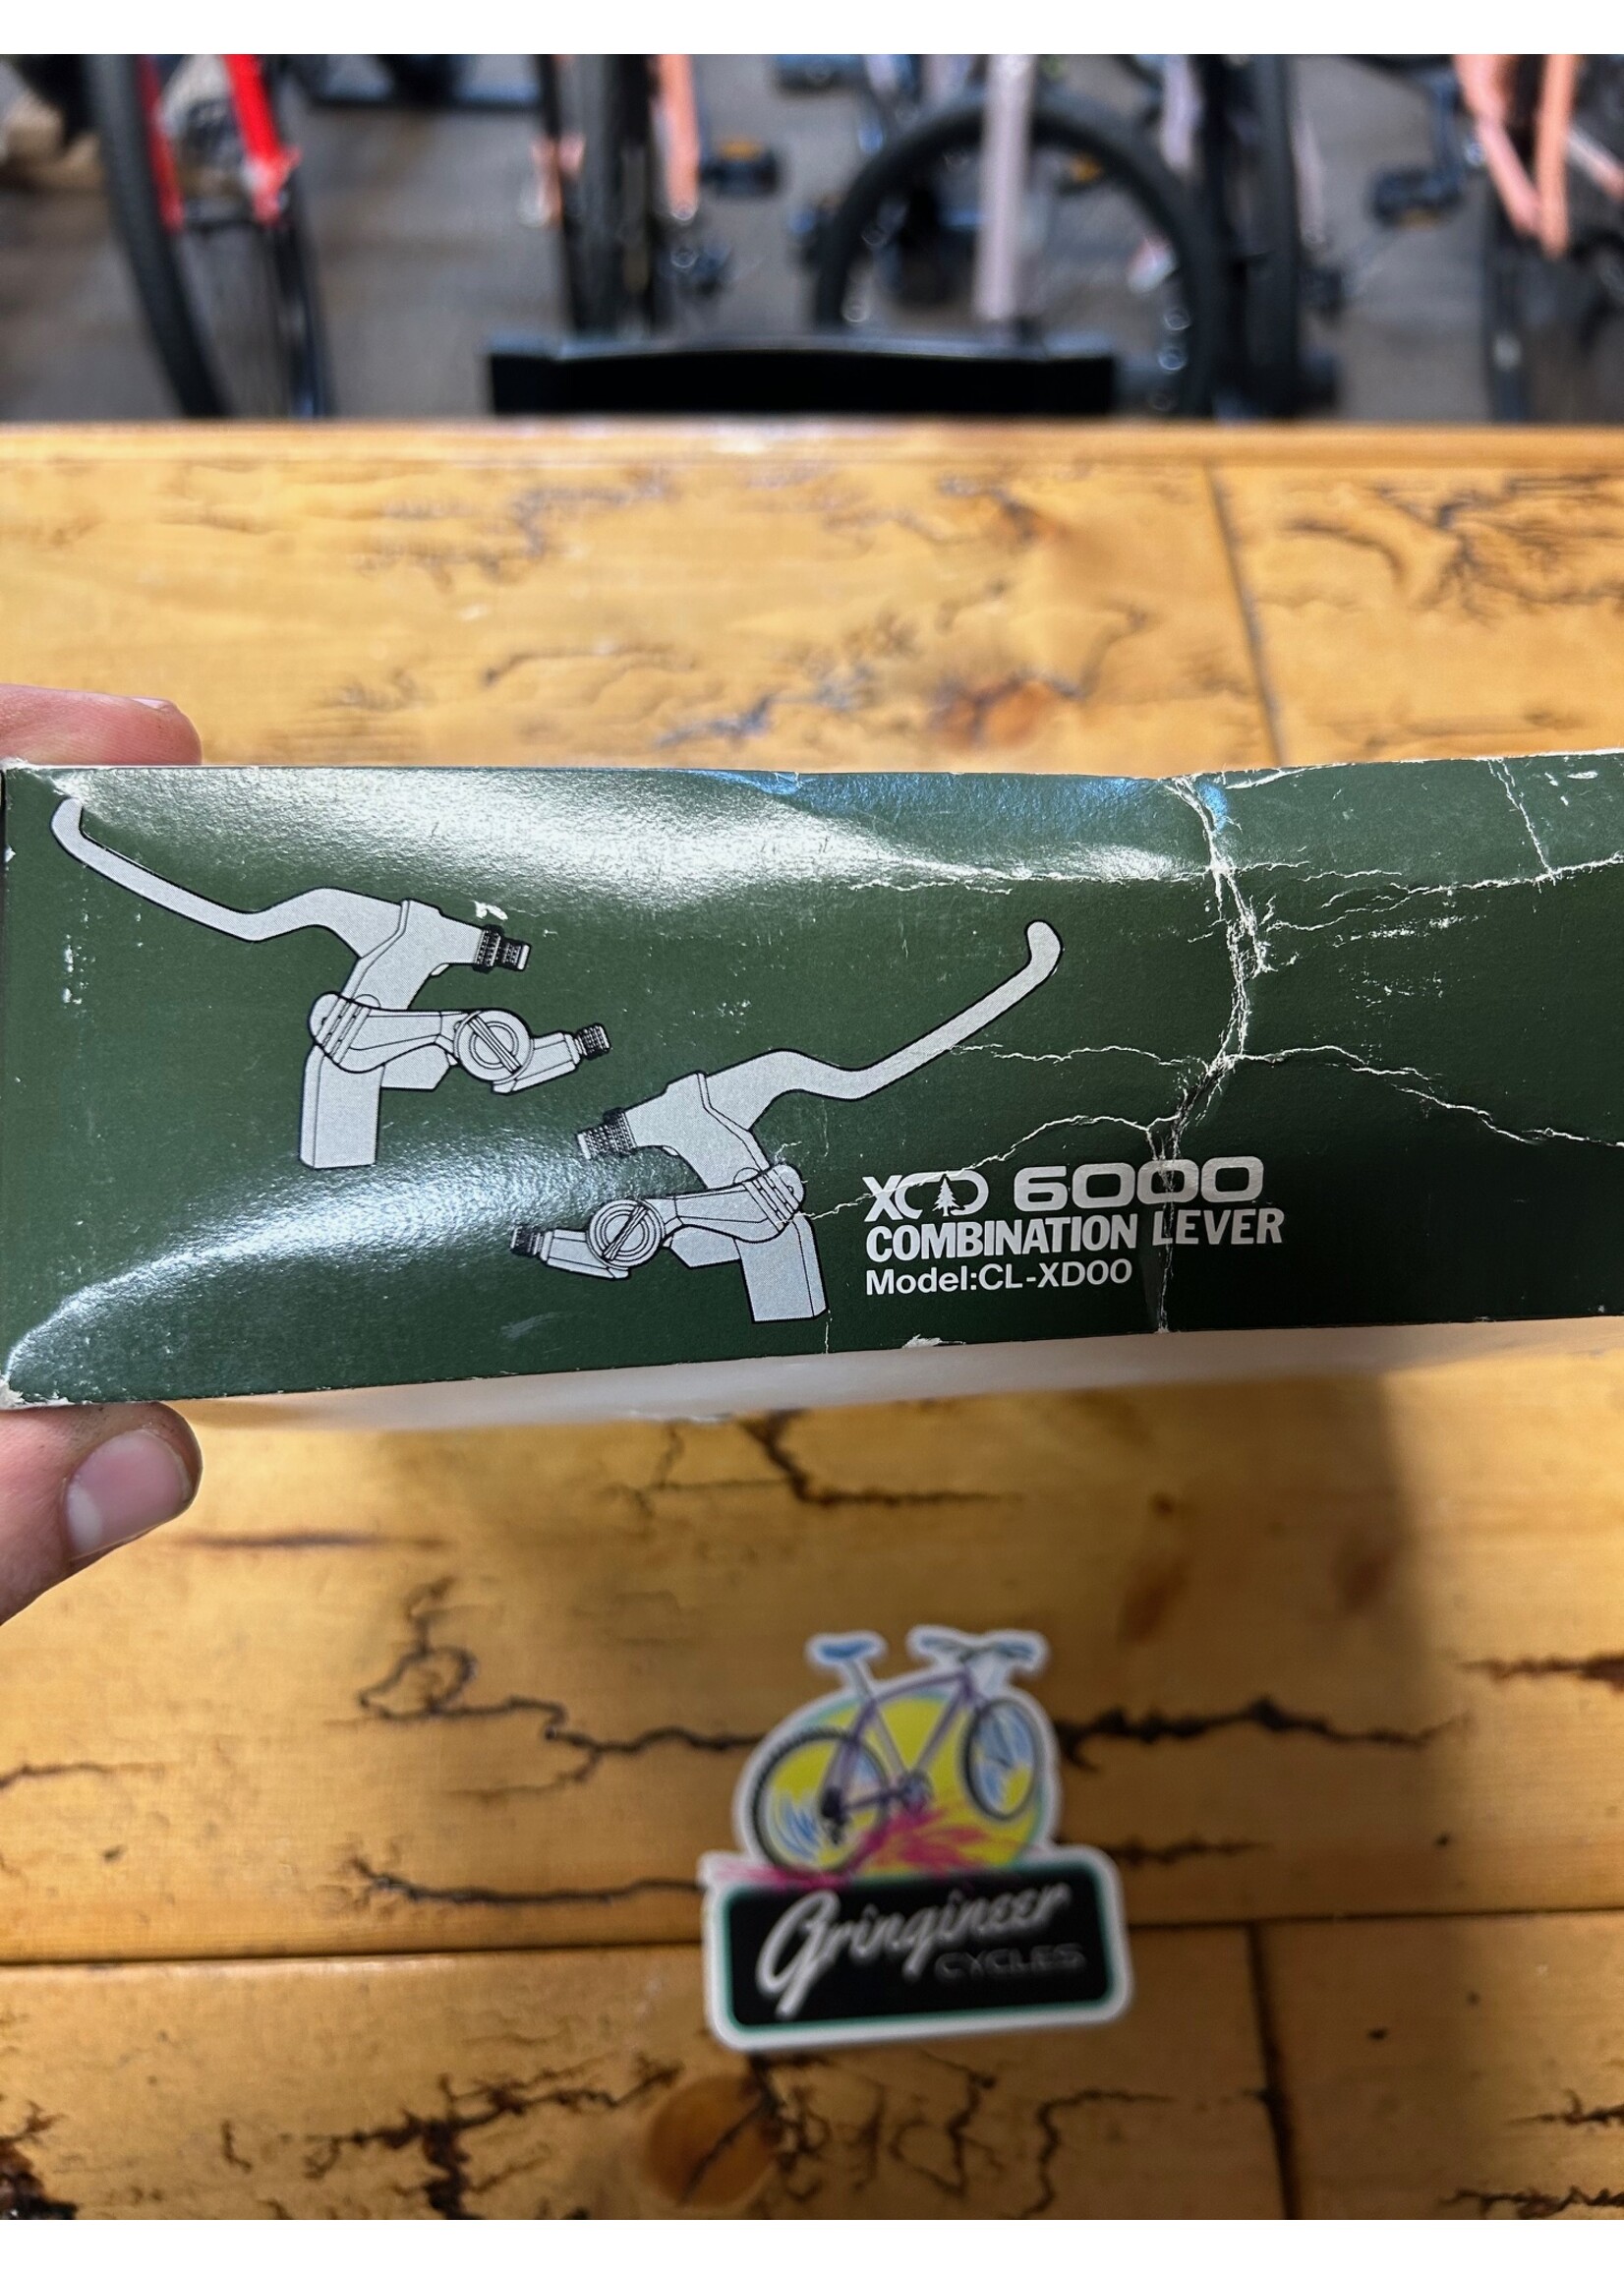 XCD 6000
COMBINATION LEVER
Model:CL-XD00
Gringineer
CYCLES